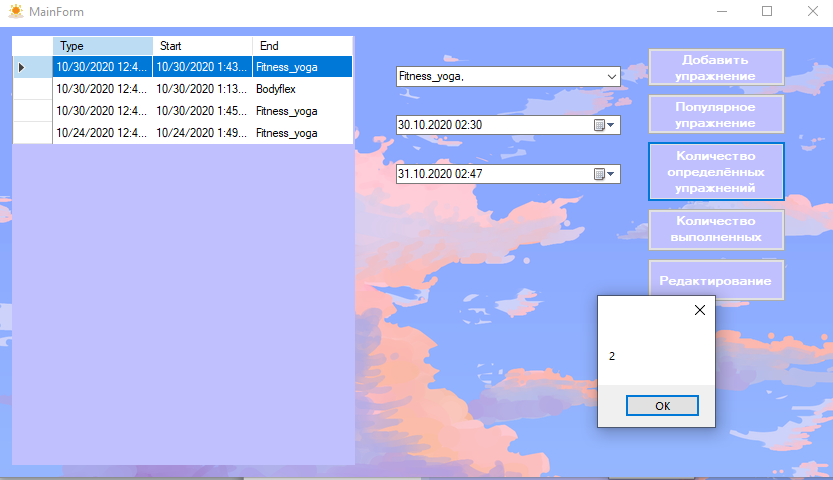 MainForm
Type Start End
10/30/2020 12:4... 10/30/2020 1:43... Fitness_yoga
10/30/2020 12:4... 10/30/2020 1:13... Bodyflex
10/30/2020 12:4... 10/30/2020 1:45... Fitness_yoga
10/24/2020 12:4... 10/24/2020 1:49... Fitness_yoga
Fitness_yoga,
30.10.2020 02:30
31.10.2020 02:47
Добавить
упражнение
Популярное
упражнение
Количество
определённых
упражнений
Количество
выполненных
Редактирование
2
OK